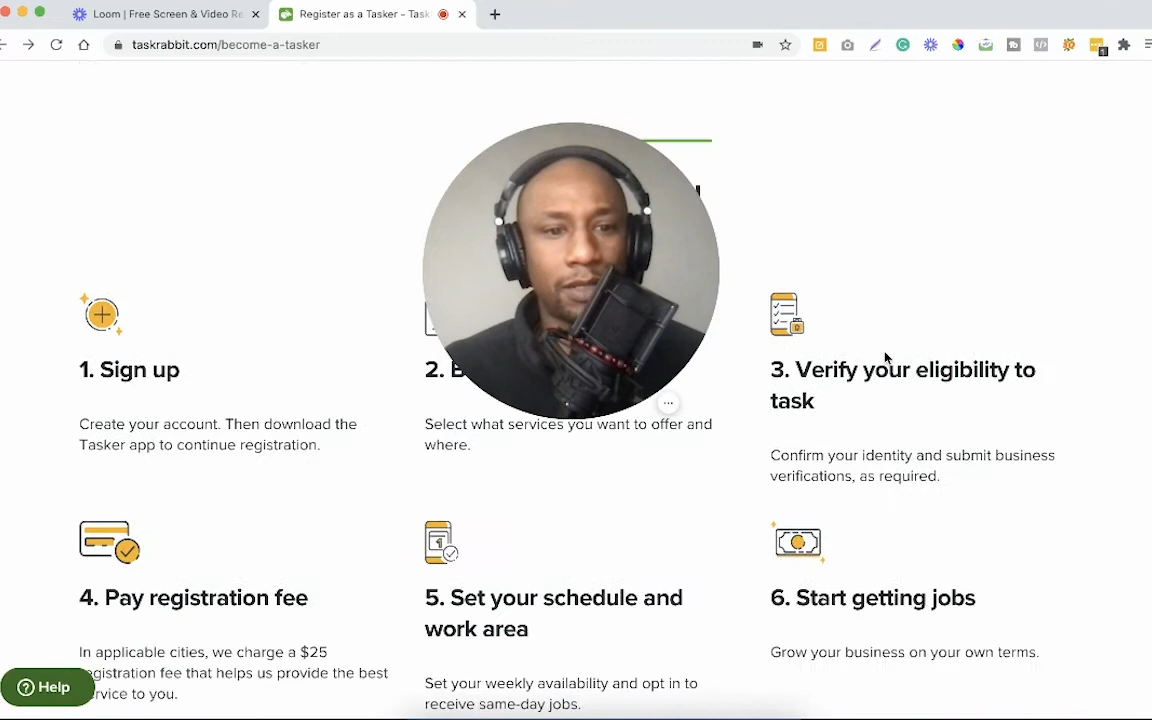 Loom | Free Screen & Video Re
Register as a Tasker - Task
taskrabbit.com/become-a-tasker
1
1. Sign up
Create your account. Then download the
Tasker app to continue registration.
2.
Select what services you want to offer and
where.
3. Verify your eligibility to
task
Confirm your identity and submit business
verifications, as required.
4. Pay registration fee
In applicable cities, we charge a $25
gistration fee that helps us provide the best
rvice to you.
1
5. Set your schedule and
work area
Set your weekly availability and opt in to
receive same-day jobs.
6. Start getting jobs
Grow your business on your own terms.
Help